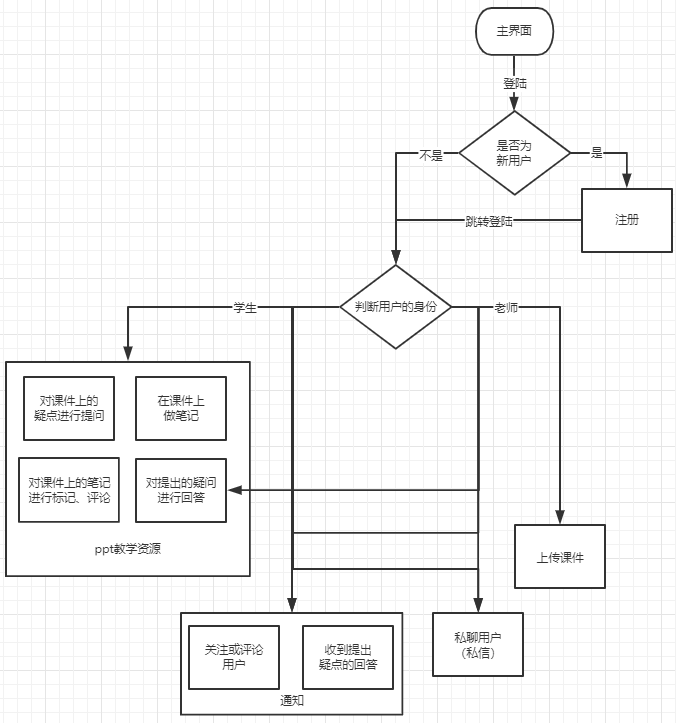 主界面
登陆
是否为
新用户
不是
是
注册
跳转登陆
判断用户的身份
学生
老师
对课件上的
疑点进行提问
在课件上
做笔记
对课件上的笔记
进行标记、评论
对提出的疑问
进行回答
ppt教学资源
上传课件
关注或评论
用户
收到提出
疑点的回答
通知
私聊用户
（私信）